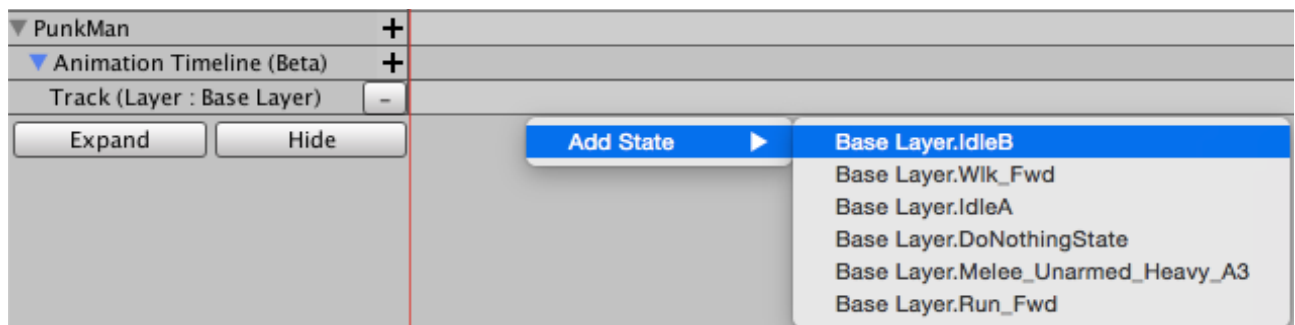 PunkMan +
Animation Timeline (Beta) +
Track (Layer : Base Layer) -
Expand Hide
Add State
Base Layer.IdleB
Base Layer.Wlk_Fwd
Base Layer.IdleA
Base Layer.DoNothingState
Base Layer.Melee_Unarmed_Heavy_A3
Base Layer.Run_Fwd